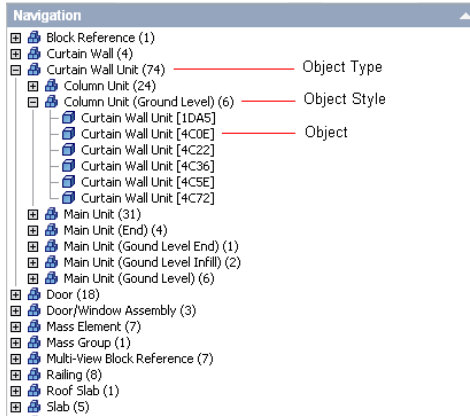 Navigation
Block Reference (1)
Curtain Wall (4)
Curtain Wall Unit (74) Object Type
Column Unit (24)
Column Unit (Ground Level) (6) Object Style
Curtain Wall Unit [1DA5]
Curtain Wall Unit [4C0E] Object
Curtain Wall Unit [4C22]
Curtain Wall Unit [4C36]
Curtain Wall Unit [4C5E]
Curtain Wall Unit [4C72]
Main Unit (31)
Main Unit (End) (4)
Main Unit (Gound Level End) (1)
Main Unit (Gound Level Infill) (2)
Main Unit (Gound Level) (6)
Door (18)
Door/Window Assembly (3)
Mass Element (7)
Mass Group (1)
Multi-View Block Reference (7)
Railing (8)
Roof Slab (1)
Slab (5)